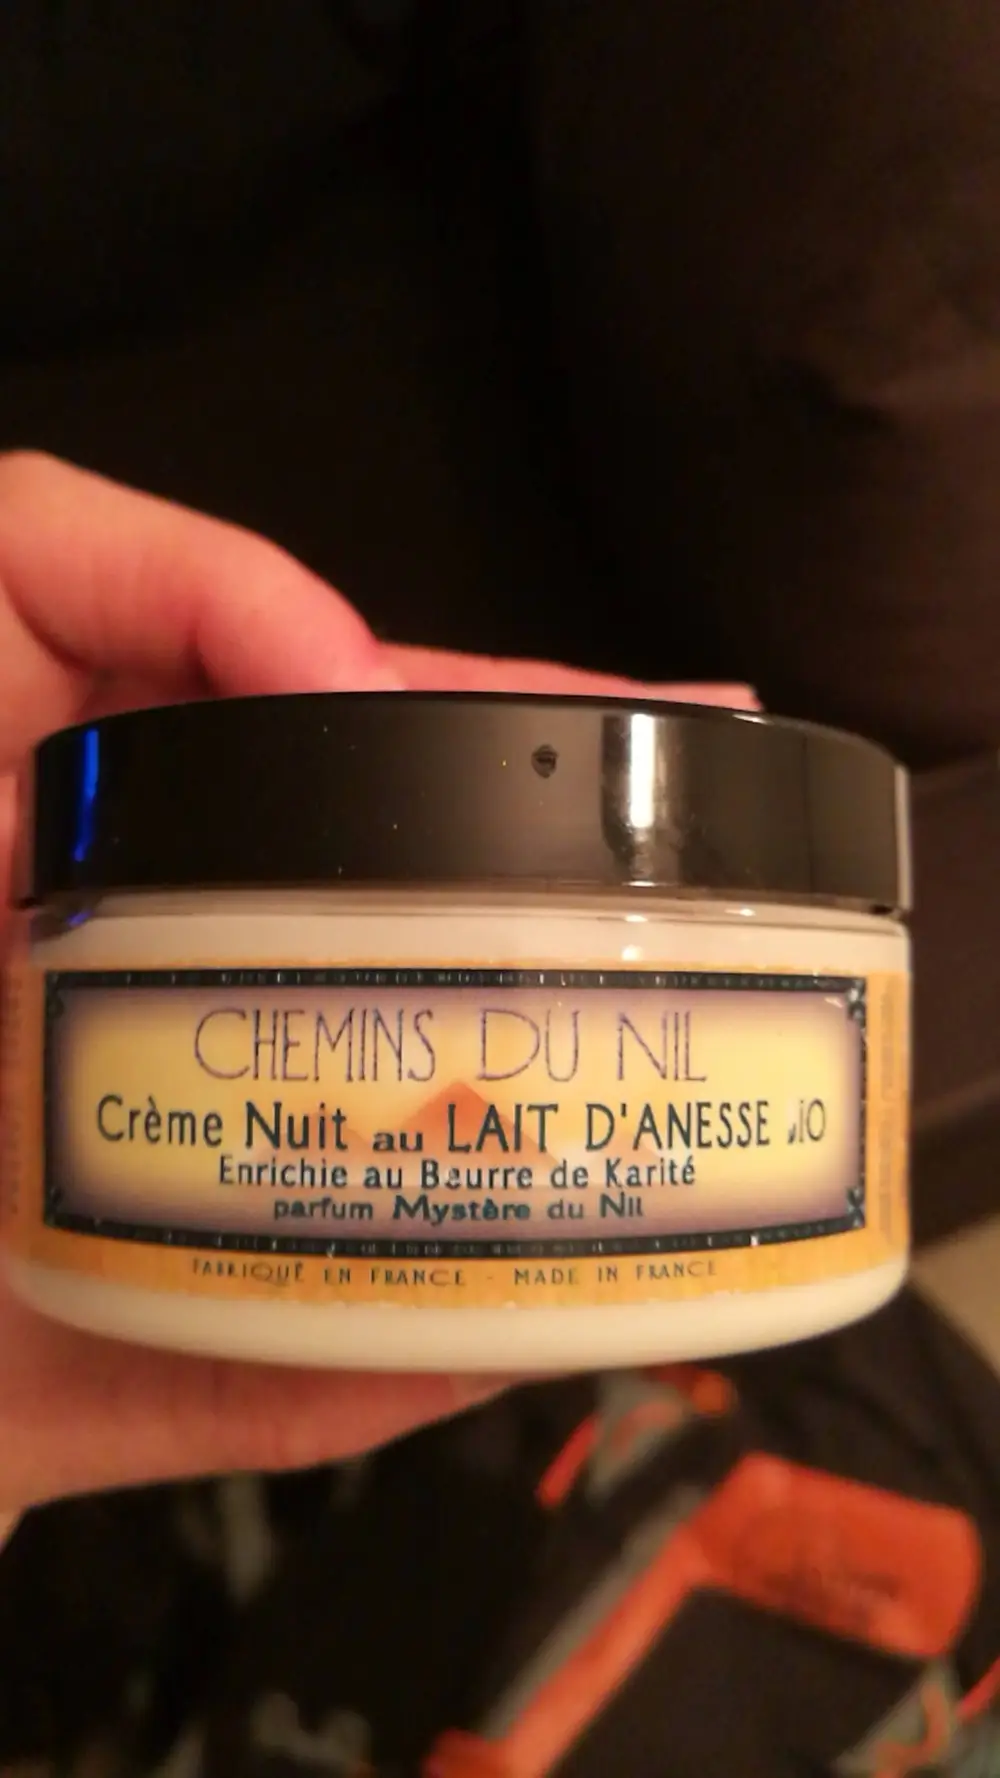 CHEMINS DU NIL
Crème Nuit au LAIT D'ANESSE
Enrichie au Beurre de Karité
parfum Mystère du Nil
FABRIQUÉ EN FRANCE - MADE IN FRANCE